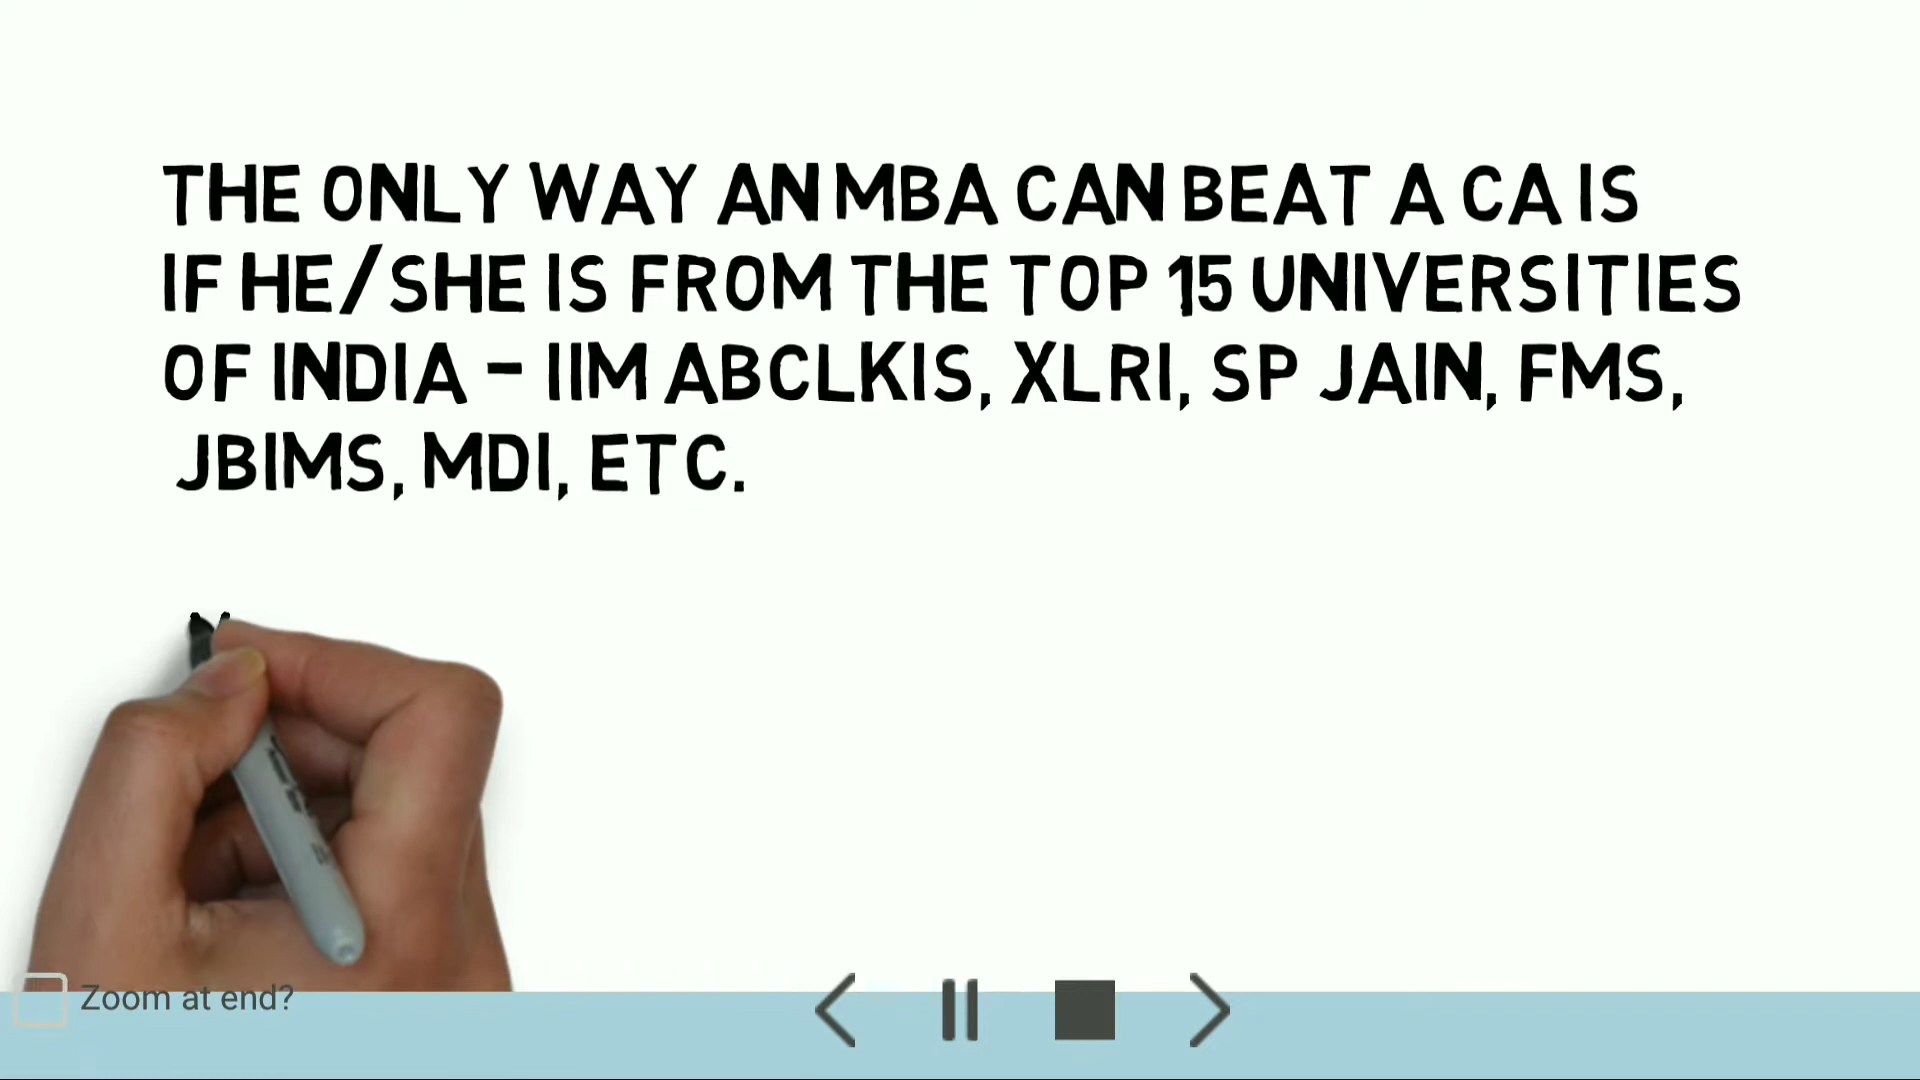 THE ONLY WAY AN MBA CAN BEAT A CA IS
IF HE/SHE IS FROM THE TOP 15 UNIVERSITIES
OF INDIA - IIM ABCLKIS, XLRI, SP JAIN, FMS,
JBIMS, MDI, ETC.
Zoom at end?